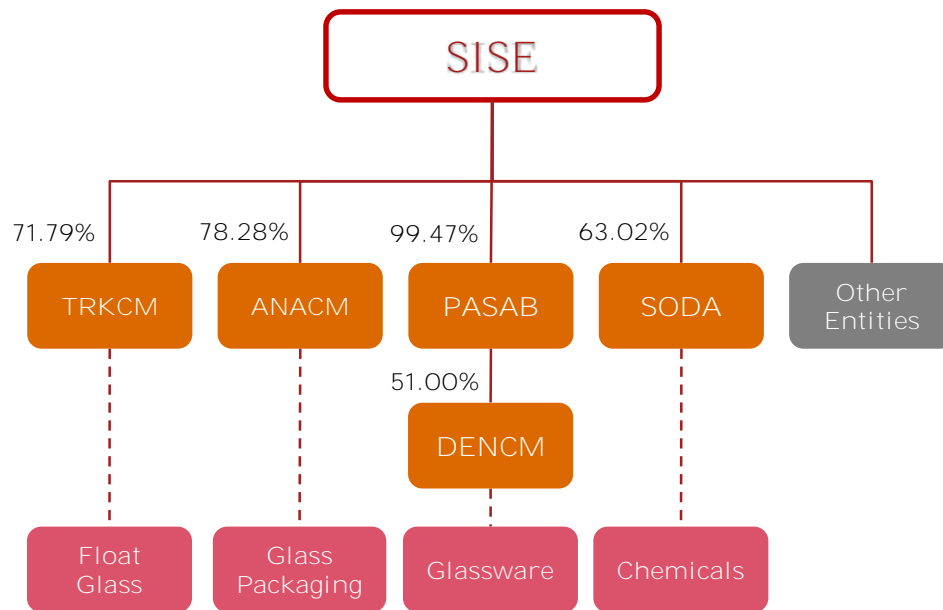 SISE
71.79%
78.28%
99.47%
63.02%
TRKCM
ANACM
PASAB
SODA
Other
Entities
51.00%
DENCM
Float
Glass
Glass
Packaging
Glassware
Chemicals